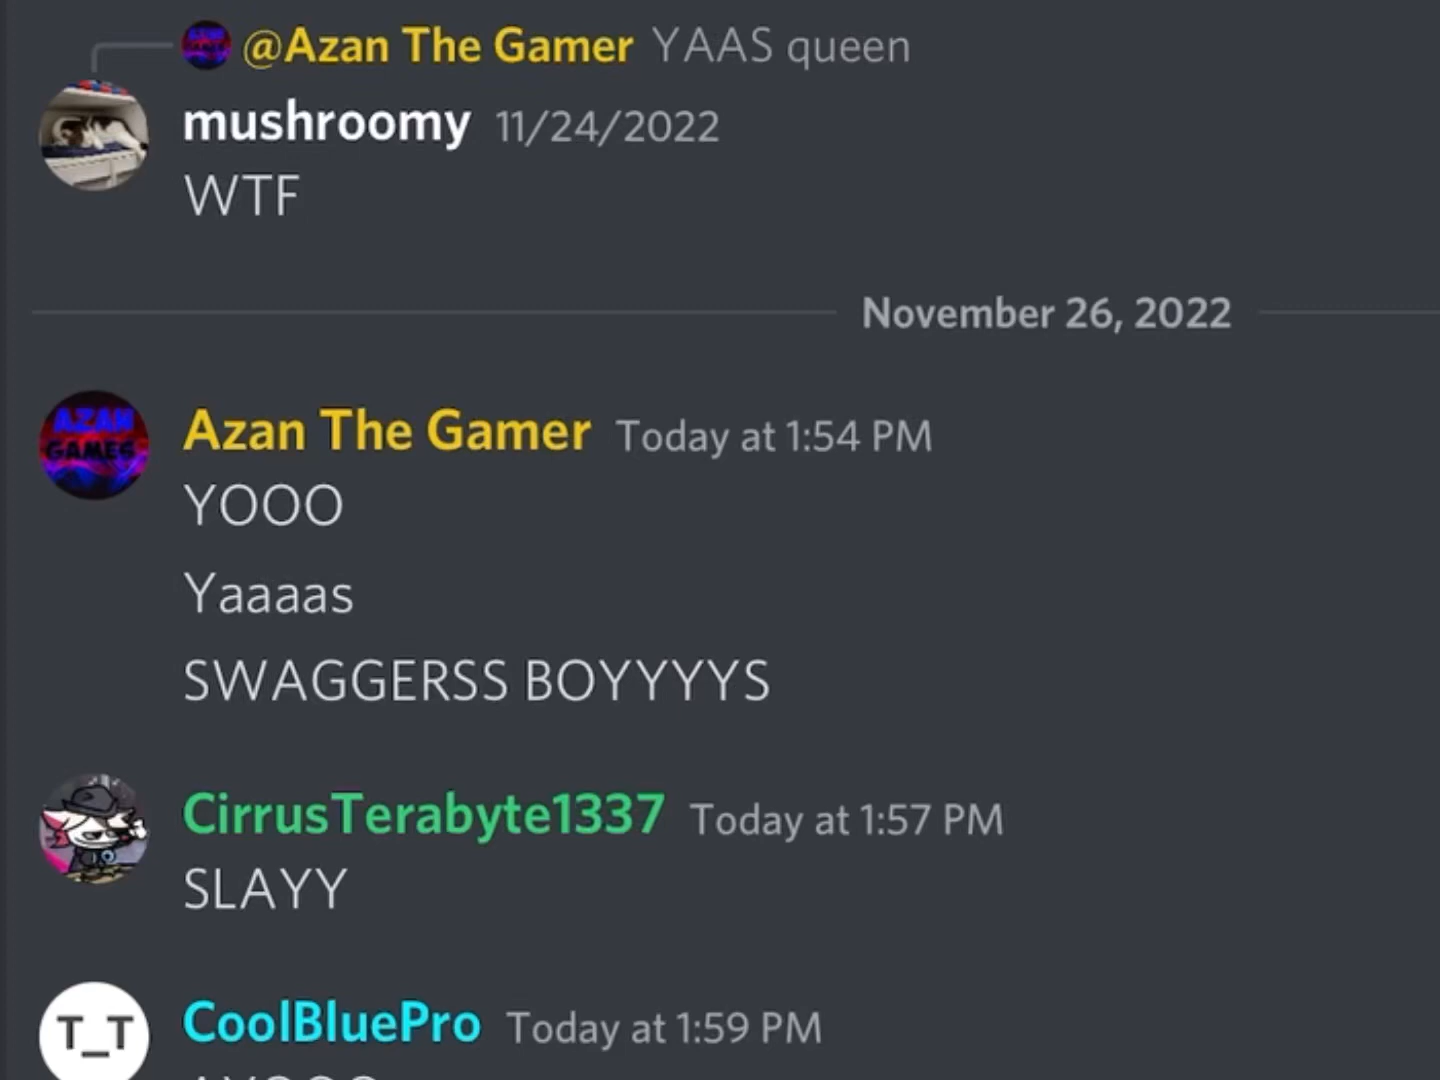 @Azan The Gamer YAAS queen
mushroomy 11/24/2022
WTF
November 26, 2022
AZAN
GAMES
Azan The Gamer Today at 1:54 PM
YOOO
Yaaaas
SWAGGERSS BOYYYYS
CirrusTerabyte1337 Today at 1:57 PM
SLAYY
T_T
CoolBluePro Today at 1:59 PM